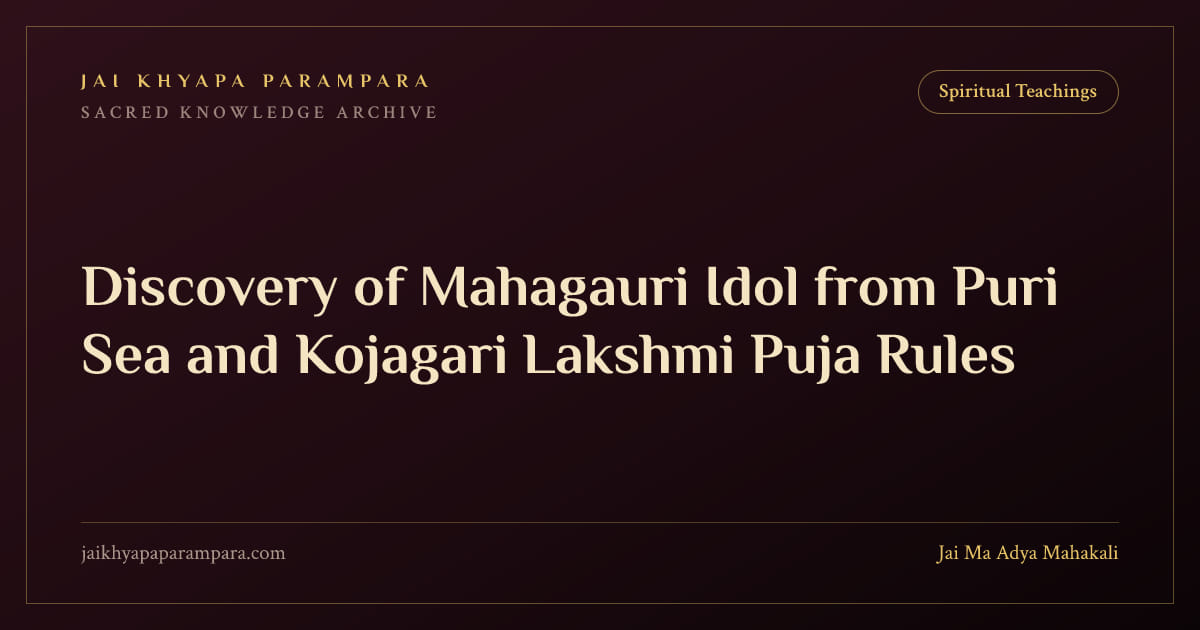 JAI KHYAPA PARAMPARA
SACRED KNOWLEDGE ARCHIVE
Spiritual Teachings
Discovery of Mahagauri Idol from Puri
Sea and Kojagari Lakshmi Puja Rules
jaikhyapaparampara.com
Jai Ma Adya Mahakali